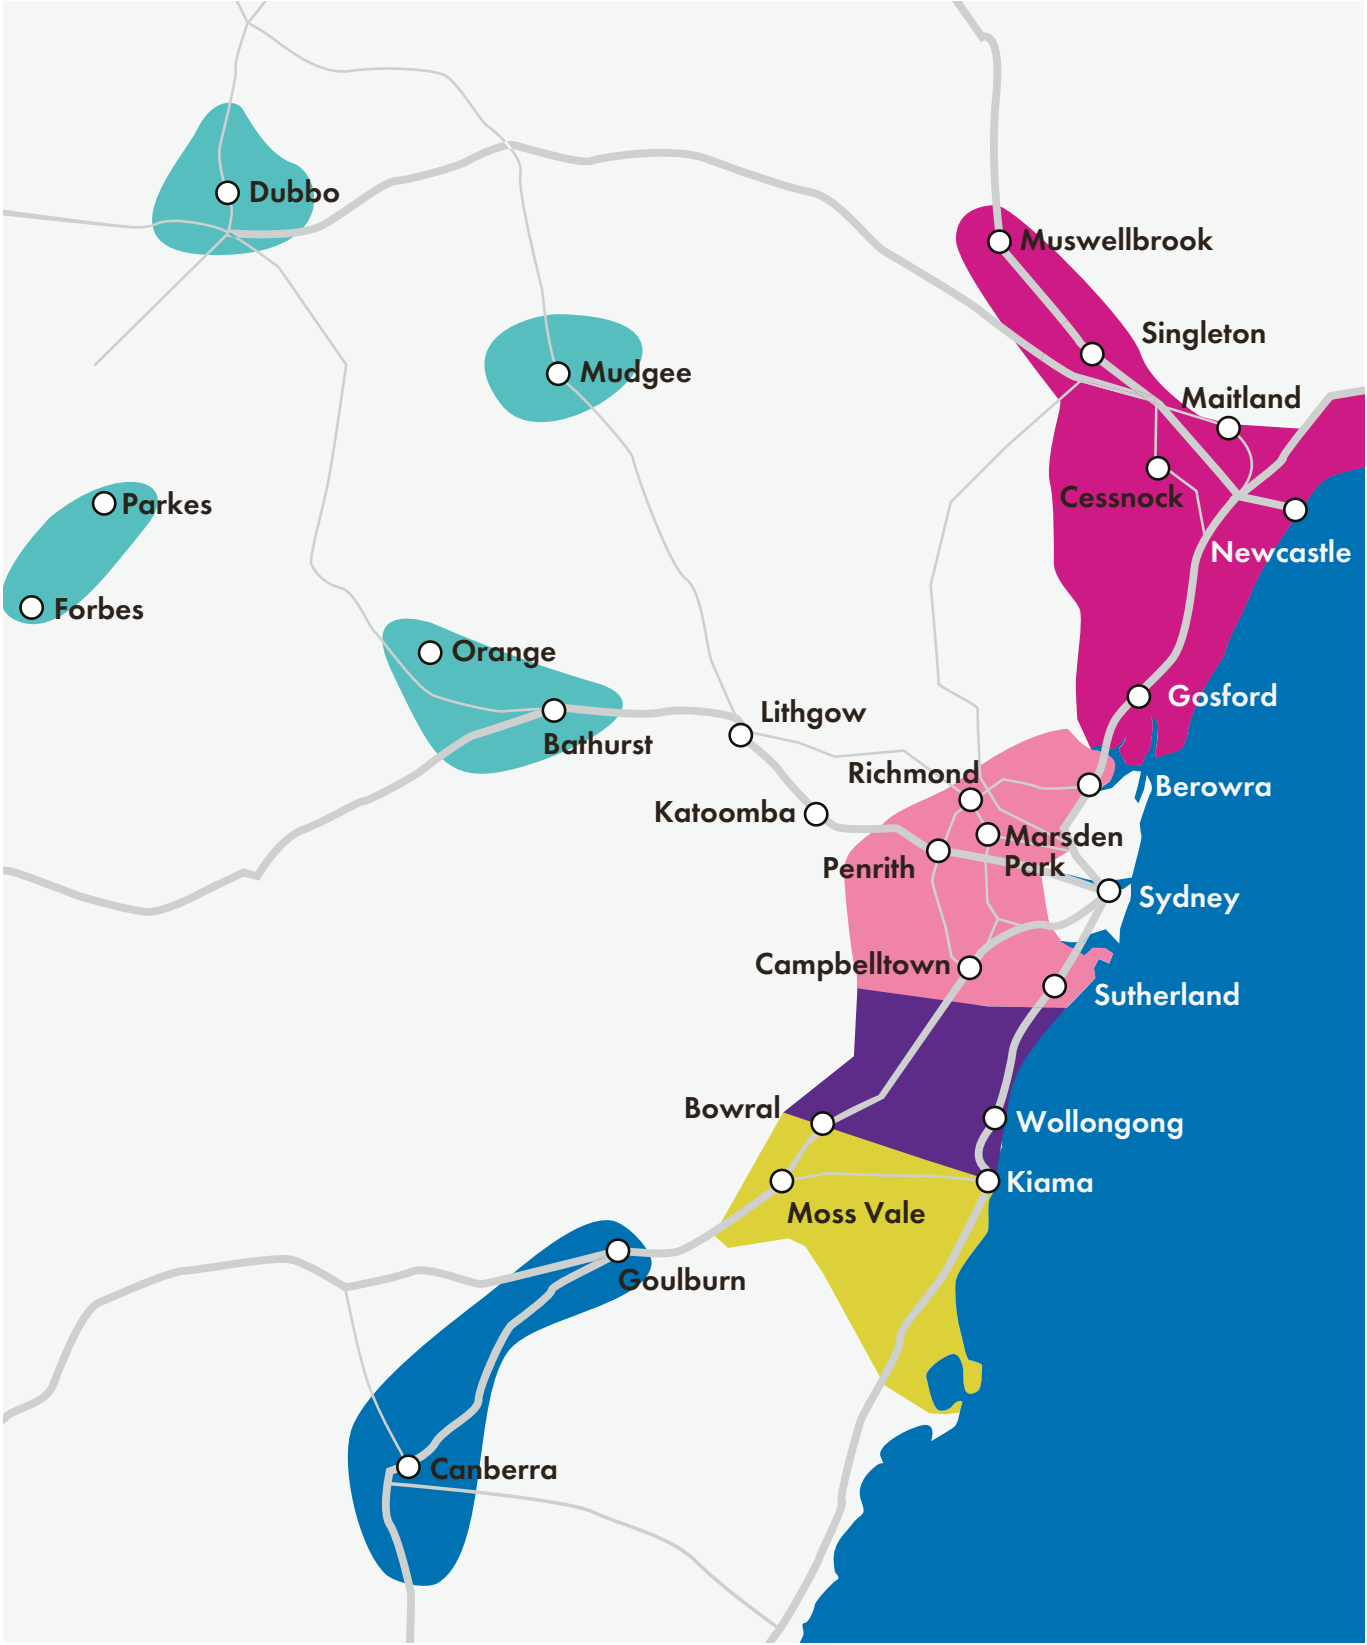 Dubbo
Muswellbrook
Singleton
Mudgee
Maitland
Cessnock
Parkes
Newcastle
Forbes
Orange
Gosford
Lithgow
Bathurst
Richmond
Berowra
Katoomba
Marsden
Park
Penrith
Sydney
Campbelltown
Sutherland
Bowral
Wollongong
Kiama
Moss Vale
Goulburn
Canberra